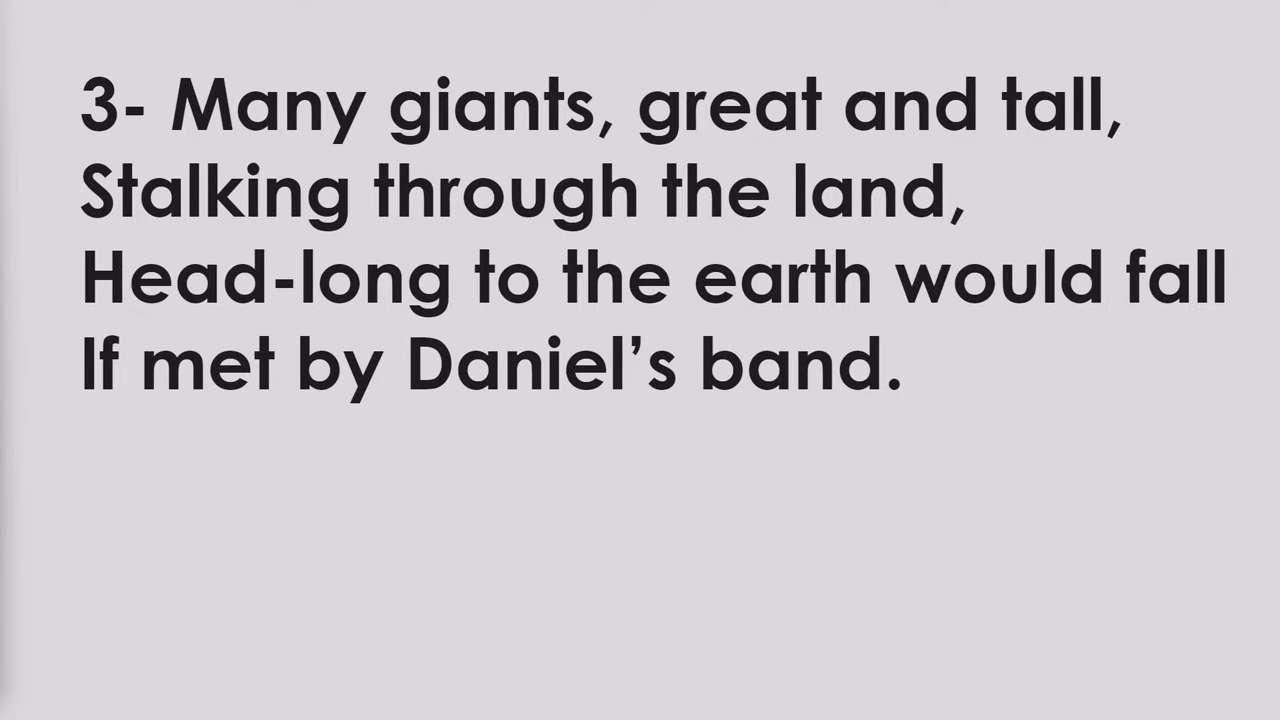 3- Many giants, great and tall,
Stalking through the land,
Head-long to the earth would fall
If met by Daniel’s band.